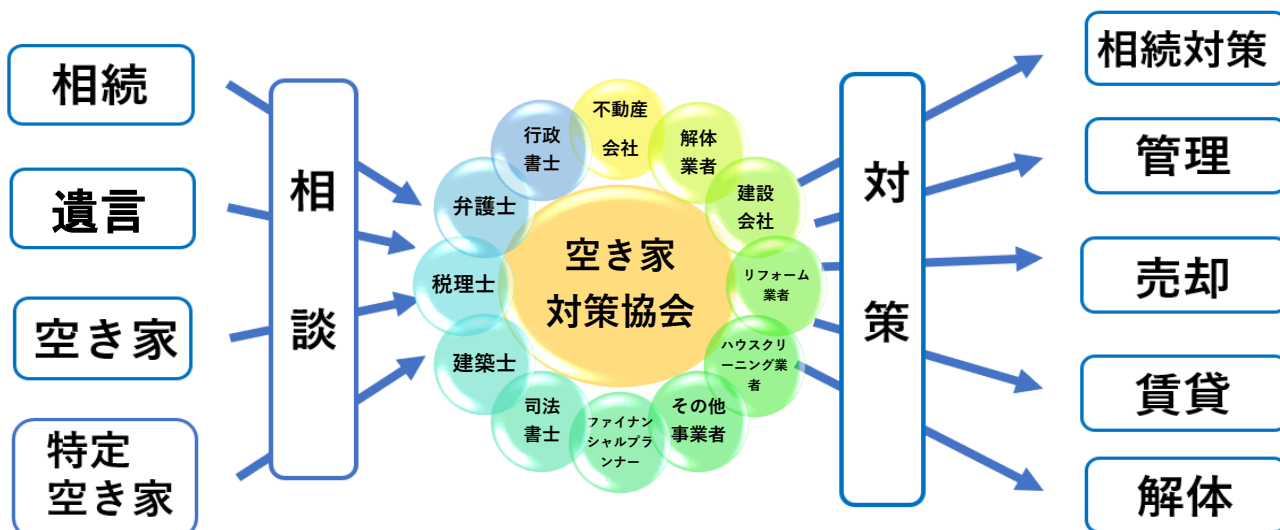 相続
遺言
空き家
特定
空き家
相
談
不動産
会社
解体
業者
建設
会社
リフォーム
業者
ハウスクリ
ーニング業
者
その他
事業者
ファイナン
シャルプラ
ンナー
司法
書士
建築士
税理士
弁護士
行政
書士
空き家
対策協会
対
策
相続対策
管理
売却
賃貸
解体